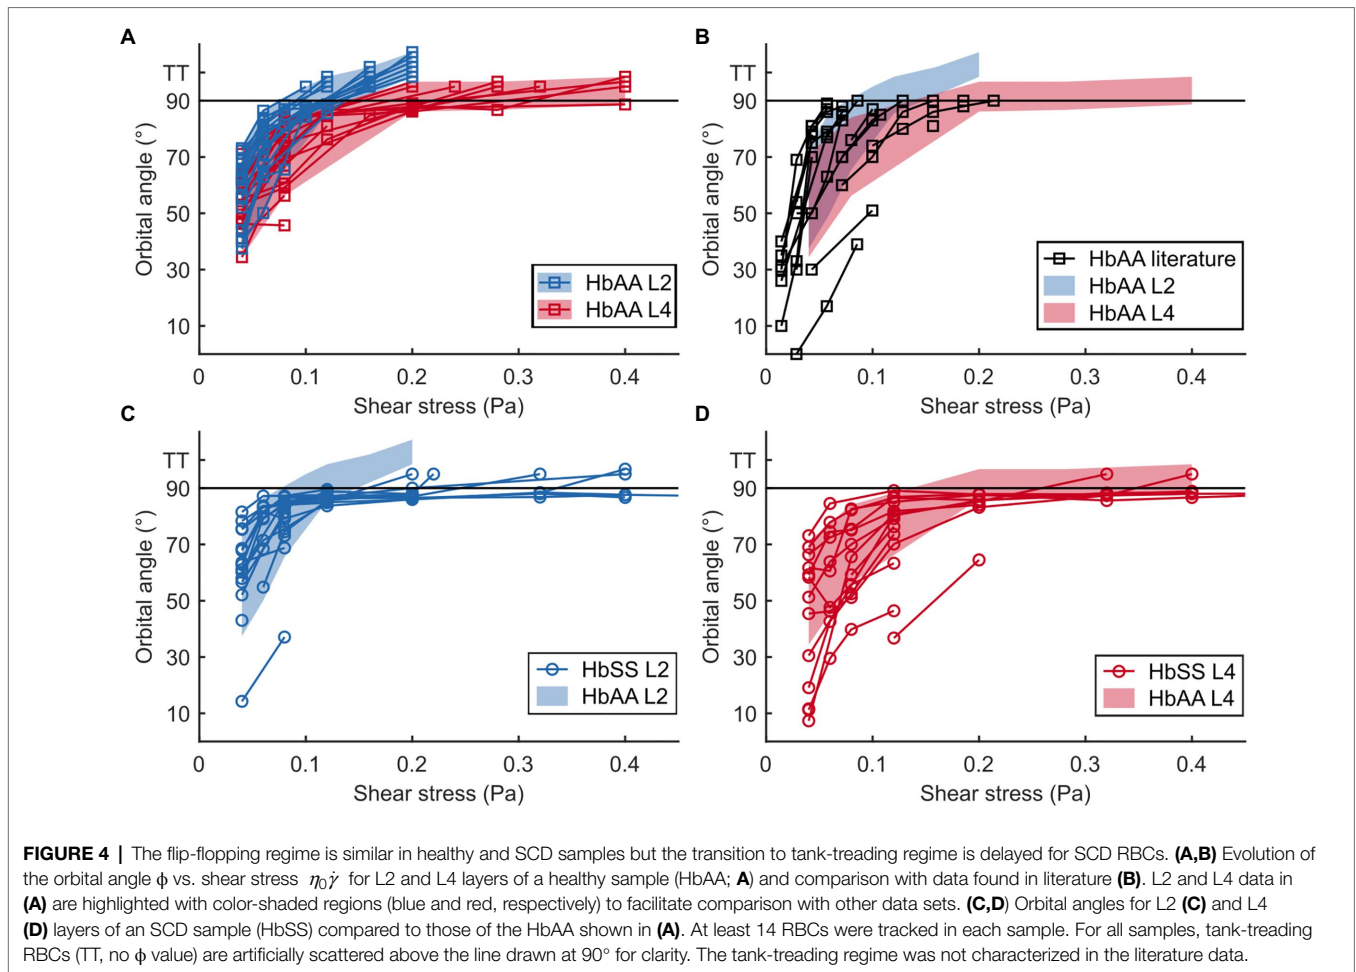 A
TT
90
70
50
30
10
Orbital angle (°)
0 0.1 0.2 0.3 0.4
Shear stress (Pa)
HbAA L2
HbAA L4
B
TT
90
70
50
30
10
Orbital angle (°)
0 0.1 0.2 0.3 0.4
Shear stress (Pa)
HbAA literature
HbAA L2
HbAA L4
C
TT
90
70
50
30
10
Orbital angle (°)
0 0.1 0.2 0.3 0.4
Shear stress (Pa)
HbSS L2
HbAA L2
D
TT
90
70
50
30
10
Orbital angle (°)
0 0.1 0.2 0.3 0.4
Shear stress (Pa)
HbSS L4
HbAA L4
FIGURE 4 | The flip-flopping regime is similar in healthy and SCD samples but the transition to tank-treading regime is delayed for SCD RBCs. (A,B) Evolution of
the orbital angle ϕ vs. shear stress η₀γ̇ for L2 and L4 layers of a healthy sample (HbAA; A) and comparison with data found in literature (B). L2 and L4 data in
(A) are highlighted with color-shaded regions (blue and red, respectively) to facilitate comparison with other data sets. (C,D) Orbital angles for L2 (C) and L4
(D) layers of an SCD sample (HbSS) compared to those of the HbAA shown in (A). At least 14 RBCs were tracked in each sample. For all samples, tank-treading
RBCs (TT, no ϕ value) are artificially scattered above the line drawn at 90° for clarity. The tank-treading regime was not characterized in the literature data.